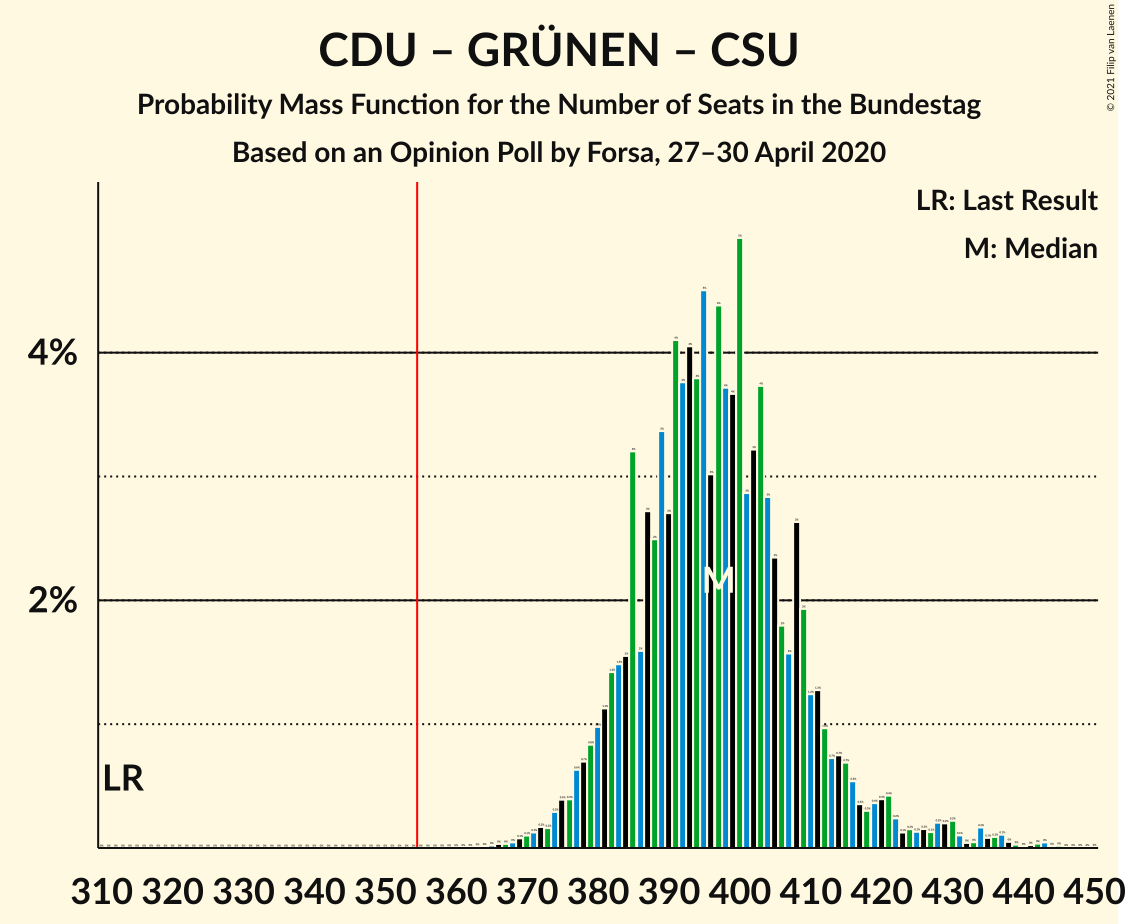 CDU – GRÜNEN – CSU
Probability Mass Function for the Number of Seats in the Bundestag
Based on an Opinion Poll by Forsa, 27–30 April 2020
© 2021 Filip van Laenen
LR: Last Result
M: Median
4%
2%
M
LR
310 320 330 340 350 360 370 380 390 400 410 420 430 440 450